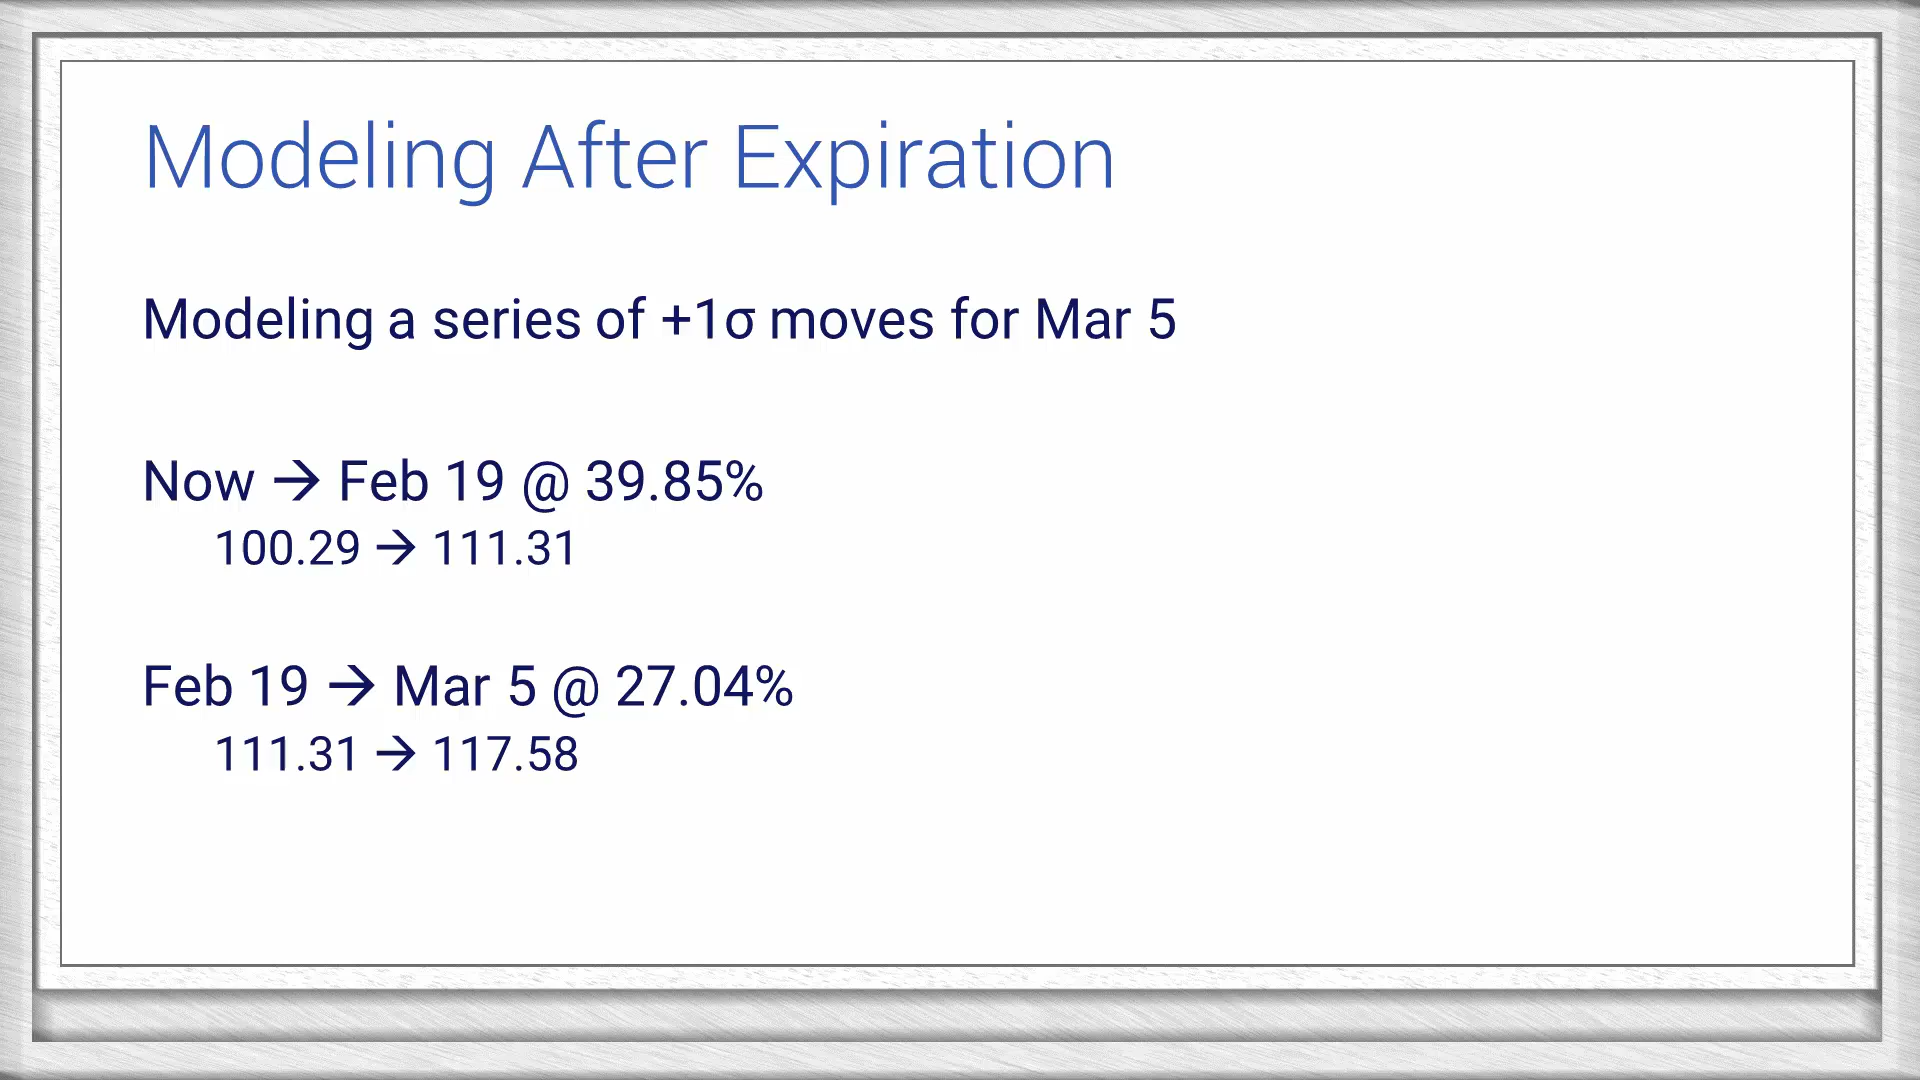 Modeling After Expiration
Modeling a series of +1σ moves for Mar 5
Now → Feb 19 @ 39.85%
100.29 → 111.31
Feb 19 → Mar 5 @ 27.04%
111.31 → 117.58